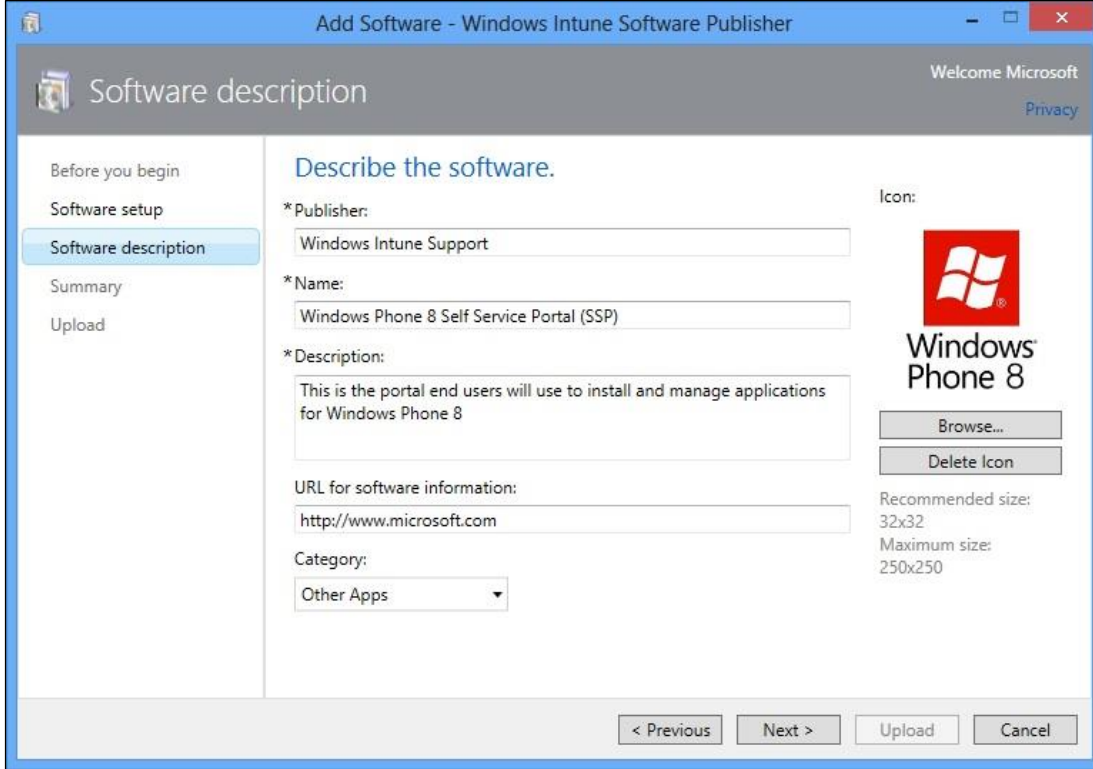 Add Software - Windows Intune Software Publisher
Software description
Welcome Microsoft
Privacy
Before you begin
Software setup
Software description
Summary
Upload
Describe the software.
*Publisher:
Windows Intune Support
*Name:
Windows Phone 8 Self Service Portal (SSP)
*Description:
This is the portal end users will use to install and manage applications
for Windows Phone 8
URL for software information:
http://www.microsoft.com
Category:
Other Apps
Icon:
Windows
Phone 8
Browse...
Delete Icon
Recommended size:
32x32
Maximum size:
250x250
< Previous
Next >
Upload
Cancel